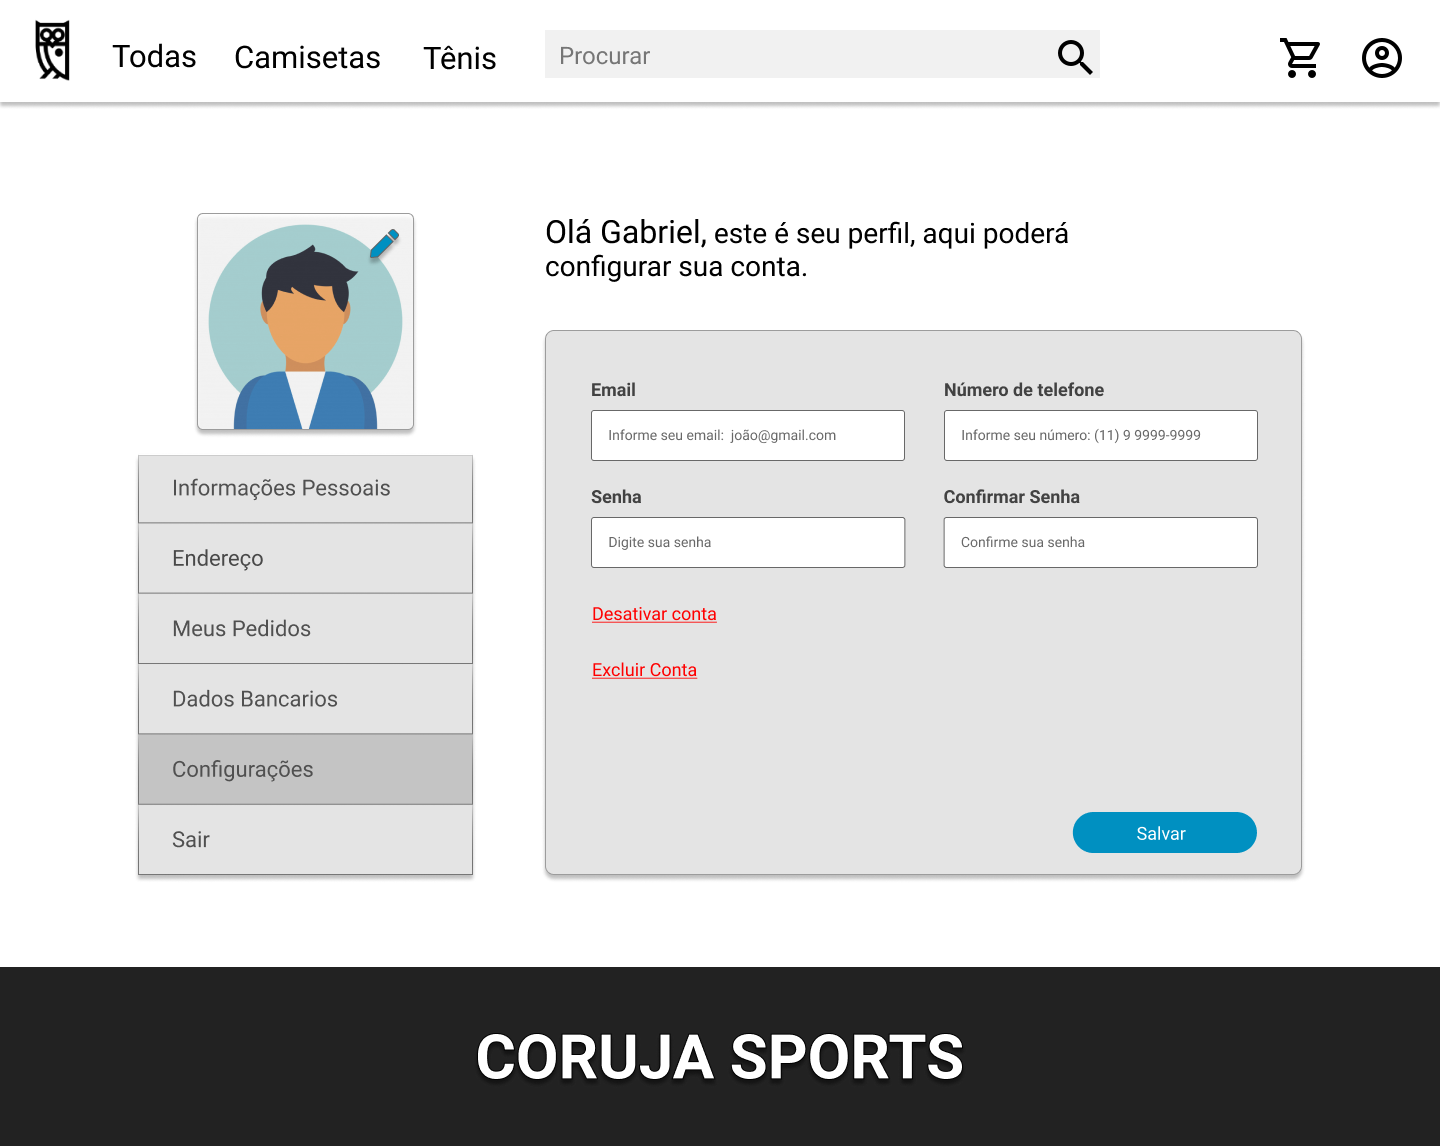 Todas
Camisetas
Tênis
Procurar
Olá Gabriel, este é seu perfil, aqui poderá
configurar sua conta.
Informações Pessoais
Endereço
Meus Pedidos
Dados Bancarios
Configurações
Sair
Email
Número de telefone
Informe seu email: joão@gmail.com
Informe seu número: (11) 9 9999-9999
Senha
Confirmar Senha
Digite sua senha
Confirme sua senha
Desativar conta
Excluir Conta
Salvar
CORUJA SPORTS